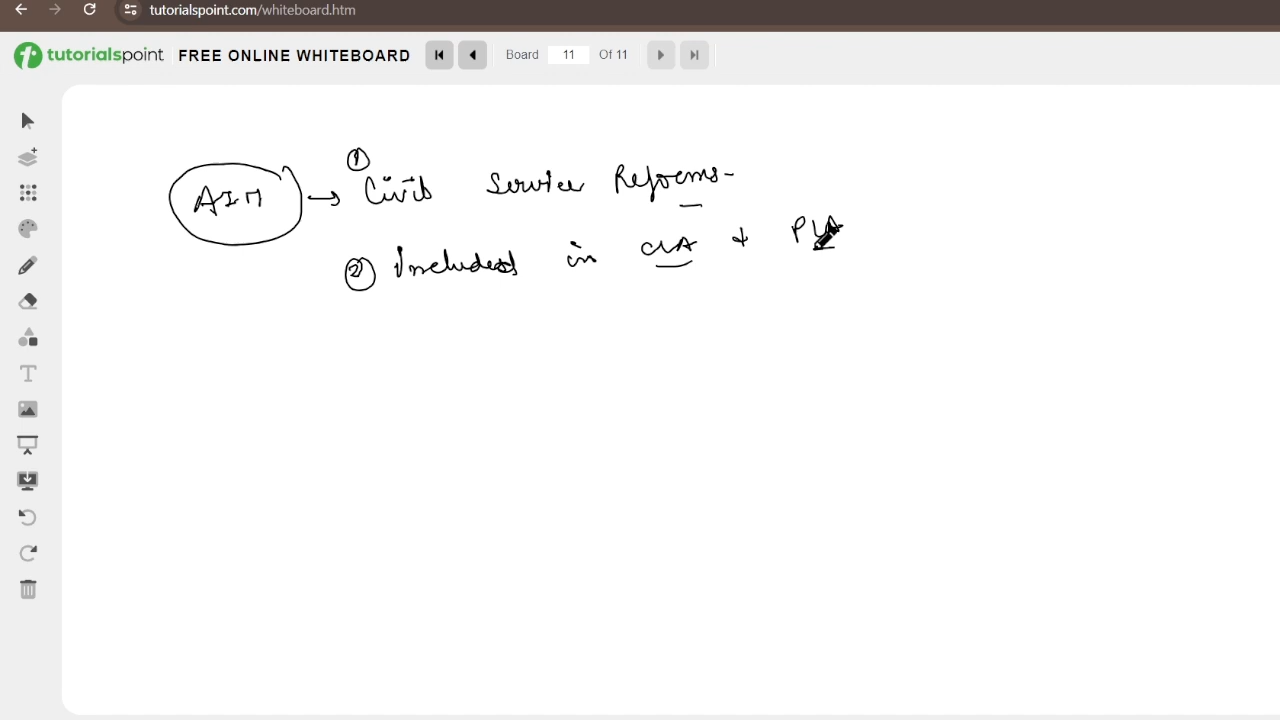 tutorialspoint.com/whiteboard.htm
tutorialspoint FREE ONLINE WHITEBOARD Board 11 Of 11
①
AIM → Civil Service Reforms-
② Included in CLA & PLA